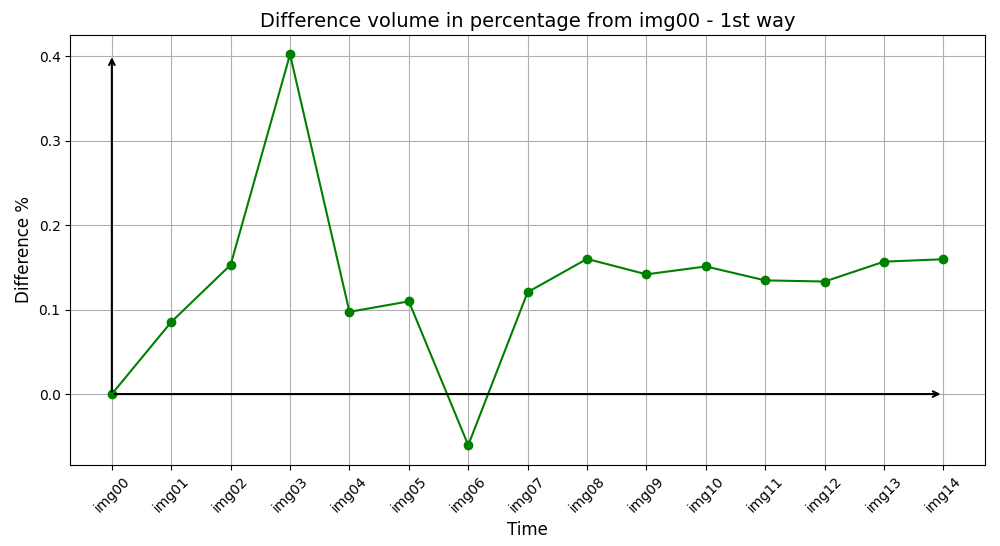 Difference volume in percentage from img00 - 1st way
Difference %
0.4
0.3
0.2
0.1
0.0
img00
img01
img02
img03
img04
img05
img06
img07
img08
img09
img10
img11
img12
img13
img14
Time